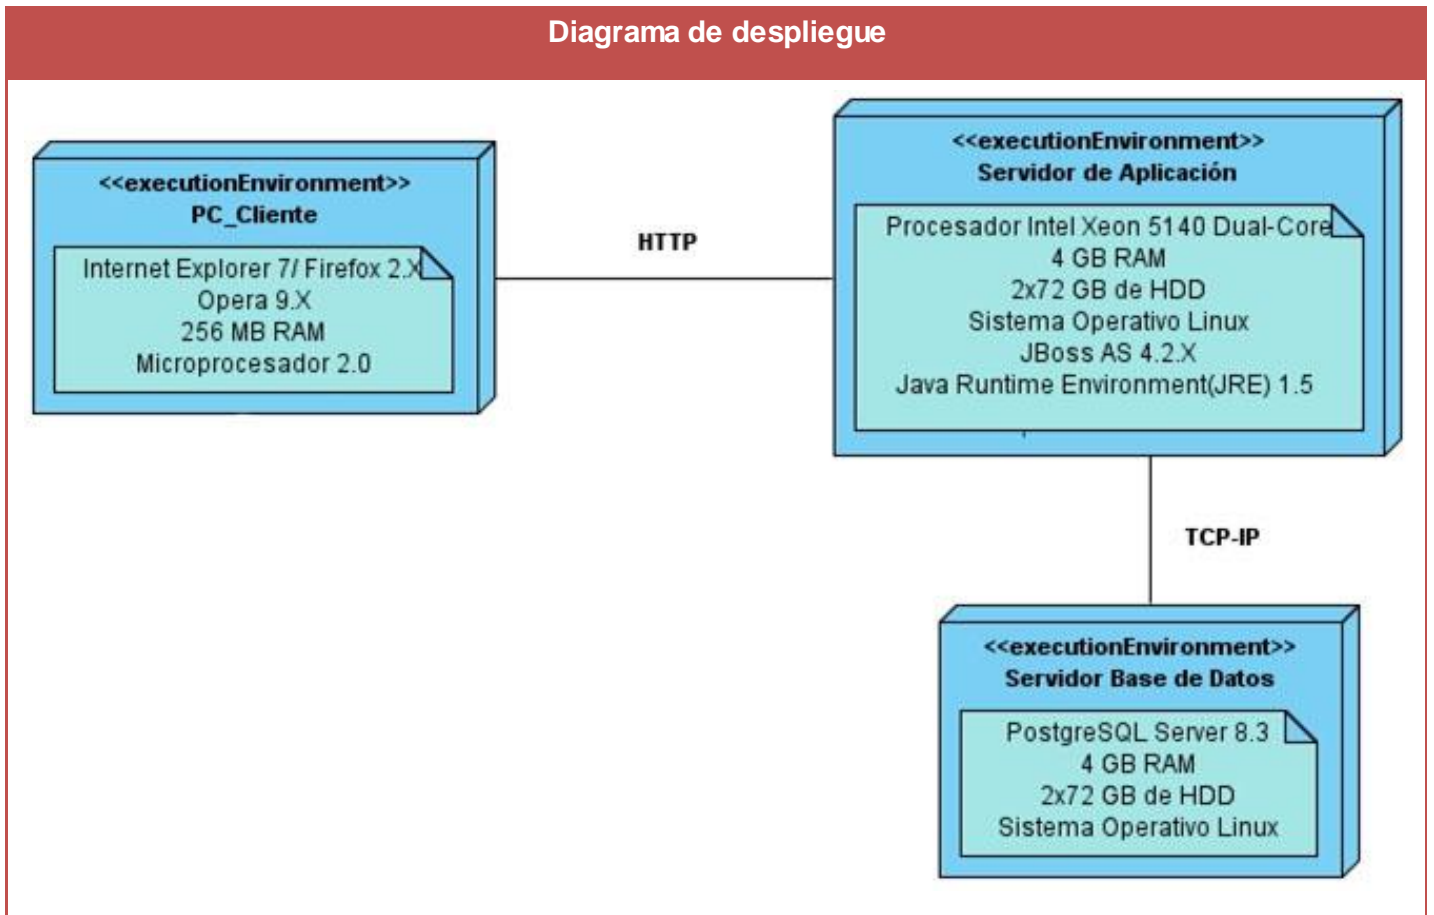 Diagrama de despliegue
<<executionEnvironment>>
PC_Cliente
Internet Explorer 7/ Firefox 2.X
Opera 9.X
256 MB RAM
Microprocesador 2.0
HTTP
<<executionEnvironment>>
Servidor de Aplicación
Procesador Intel Xeon 5140 Dual-Core
4 GB RAM
2x72 GB de HDD
Sistema Operativo Linux
JBoss AS 4.2.X
Java Runtime Environment(JRE) 1.5
TCP-IP
<<executionEnvironment>>
Servidor Base de Datos
PostgreSQL Server 8.3
4 GB RAM
2x72 GB de HDD
Sistema Operativo Linux